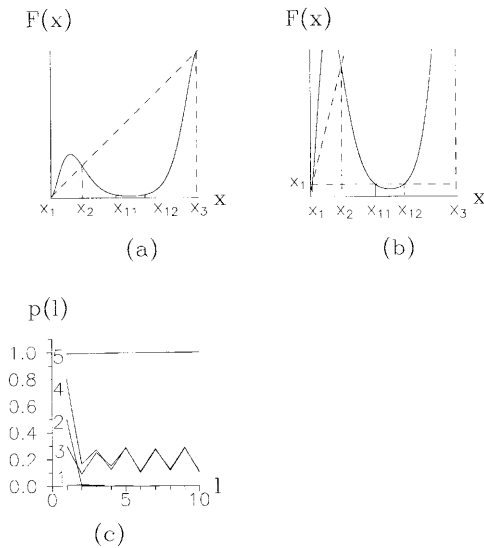 F(x) F(x)
x₁ x₂ x₁₁ x₁₂ x₃ x
(a)
x₁
x₁ x₂ x₁₁ x₁₂ x₃ x
(b)
p(l)
1.0
0.8
0.6
0.4
0.2
0.0
5
4
2
3
1
0 5 10 l
(c)